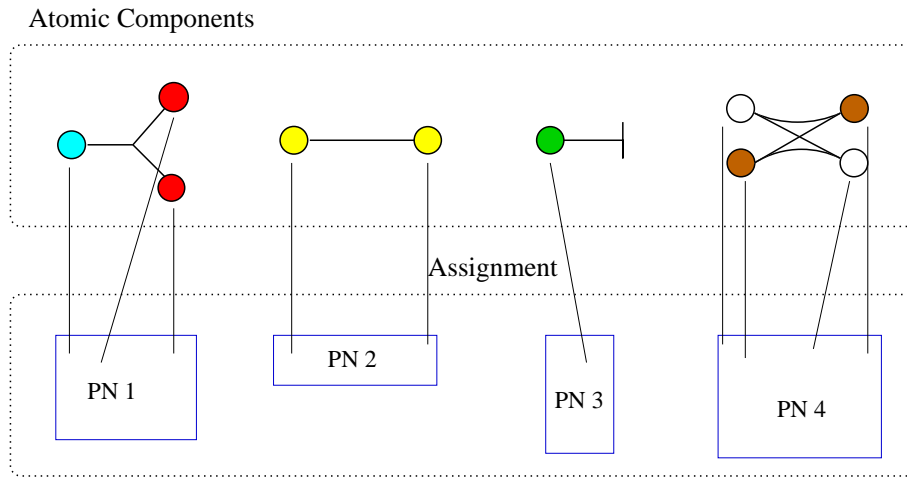 Atomic Components
Assignment
PN 1
PN 2
PN 3
PN 4